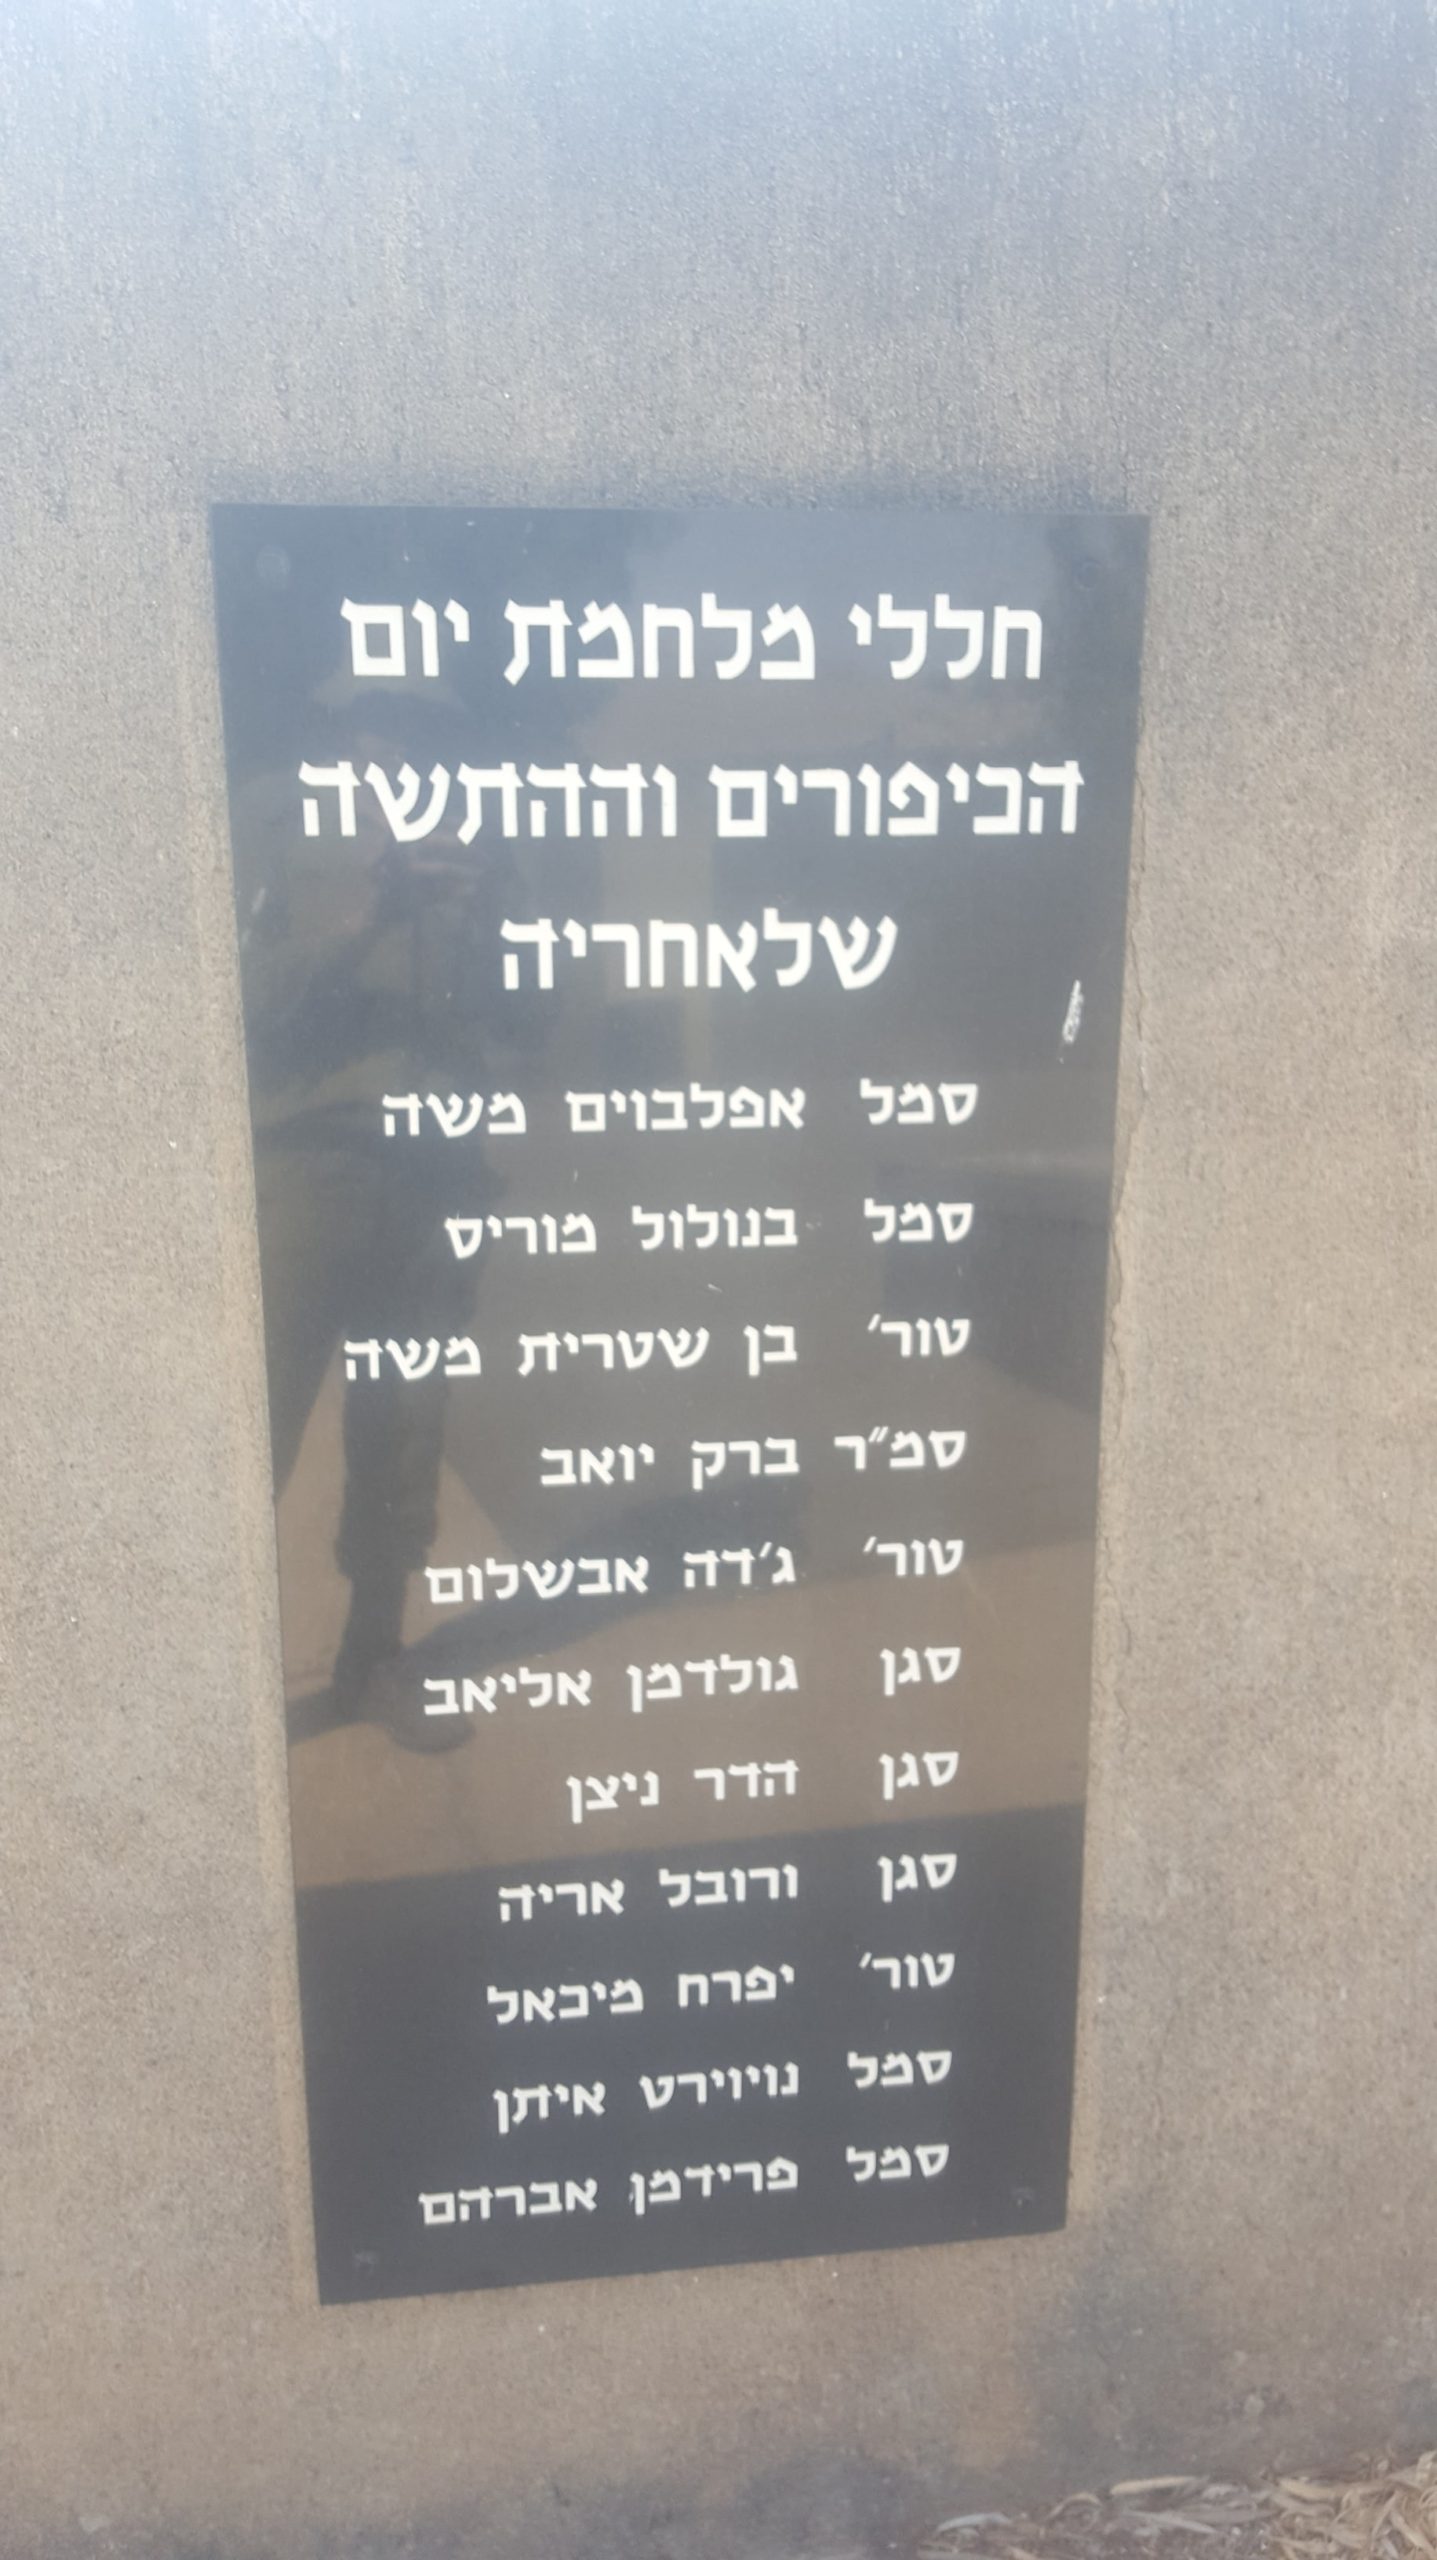 חללי מלחמת יום
הכיפורים וההתשה
שלאחריה
סמל אפלבוים משה
סמל בנולול מוריס
טור׳ בן שטרית משה
סמ״ר ברק יואב
טור׳ ג׳דה אבשלום
סגן גולדמן אליאב
סגן הדר ניצן
סגן ורובל אריה
טור׳ יפרח מיכאל
סמל נויוירט איתן
סמל פרידמן אברהם